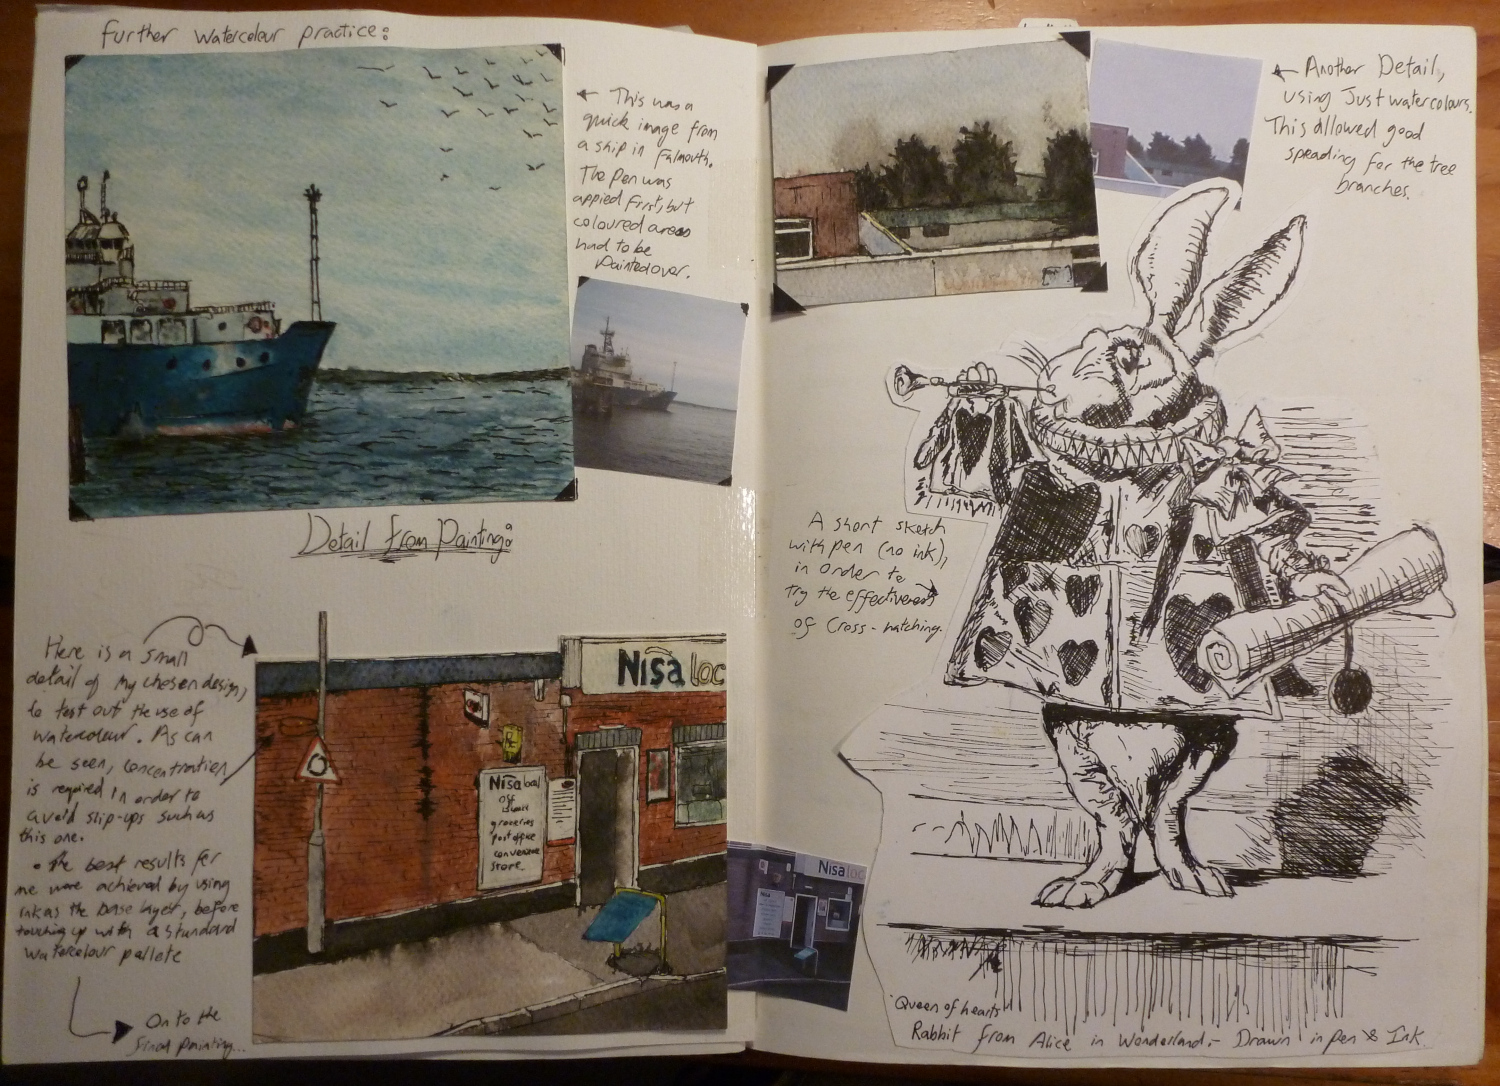 Further watercolour practice:
This was a
quick image from
a ship in Falmouth.
The pen was
appied first, but
coloured areas
had to be
painted over.
Detail from Painting:
Here is a small
detail of my chosen design,
to test out the use of
watercolour. As can
be seen, concentration
is required in order to
avoid slip-ups such as
this one.
• The best results for
me were achieved by using
ink as the base layer, before
touching up with a standard
watercolour pallete
On to the
final painting...
Nisa loc
Nisa local
off
groceries
post office
convenience
store
Another Detail,
using Just watercolours.
This allowed good
spreading for the tree
branches.
A short sketch
with pen (no ink),
in order to
try the effectiveness
of cross-hatching.
Nisa loc
Nisa
"Queen of hearts"
Rabbit from Alice in Wonderland - Drawn in pen & Ink.